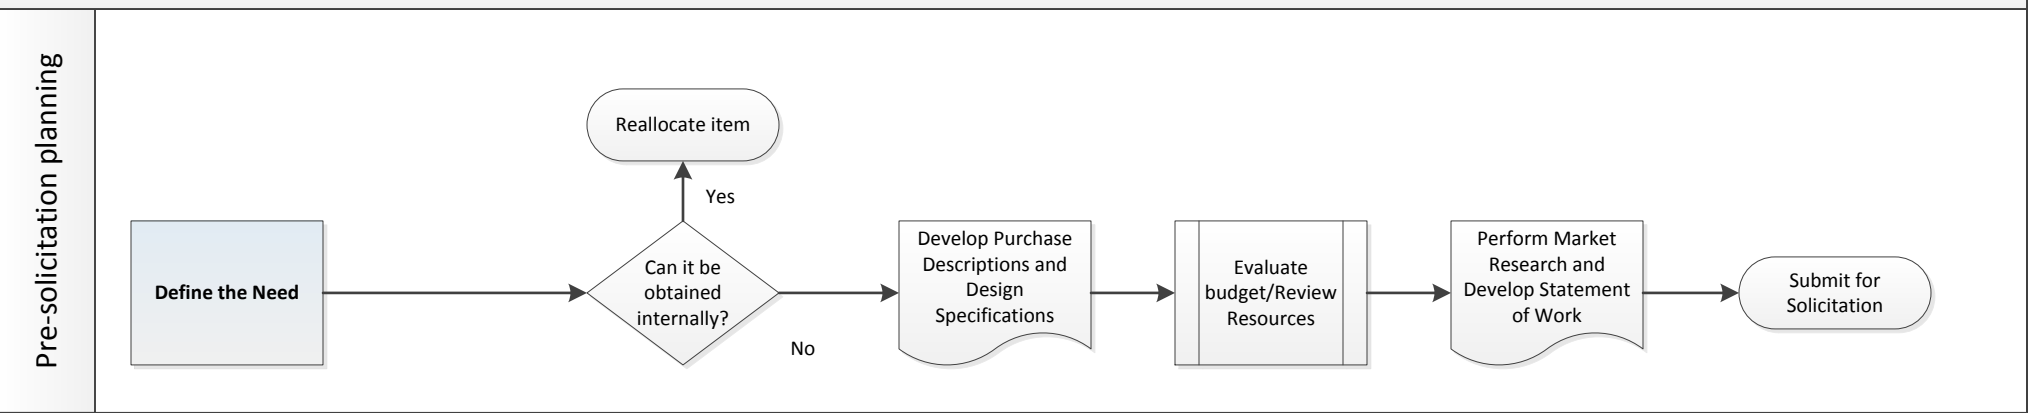 Pre-solicitation planning
Define the Need
Can it be
obtained
internally?
Yes
Reallocate item
No
Develop Purchase
Descriptions and
Design
Specifications
Evaluate
budget/Review
Resources
Perform Market
Research and
Develop Statement
of Work
Submit for
Solicitation